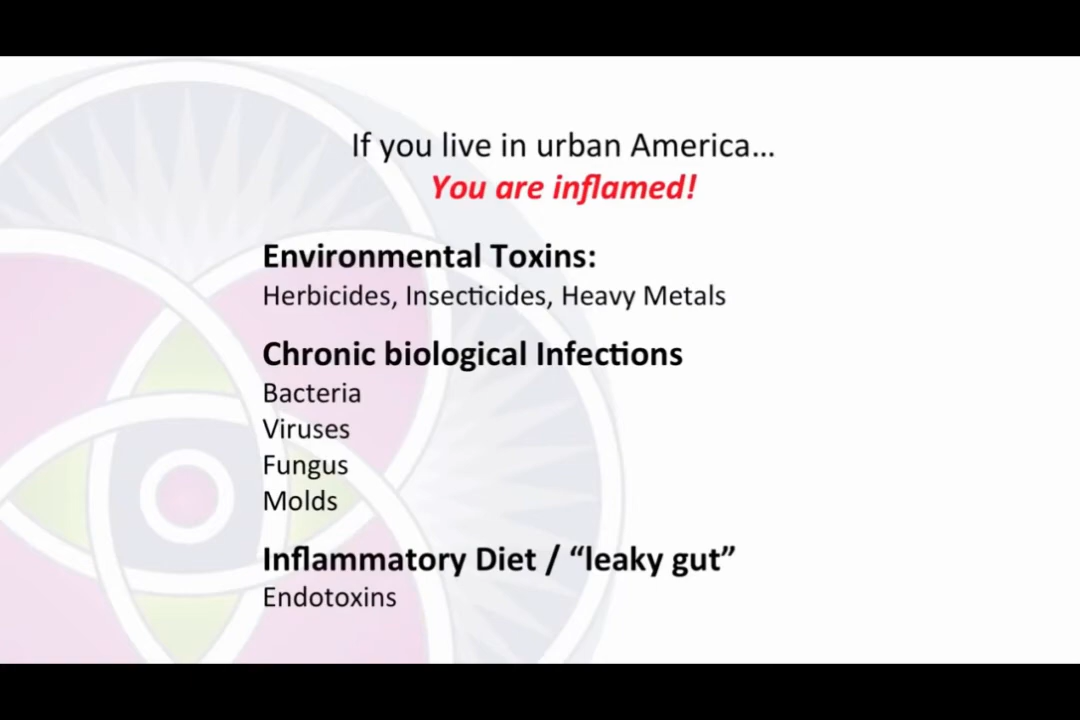 If you live in urban America...
You are inflamed!
Environmental Toxins:
Herbicides, Insecticides, Heavy Metals
Chronic biological Infections
Bacteria
Viruses
Fungus
Molds
Inflammatory Diet / “leaky gut”
Endotoxins